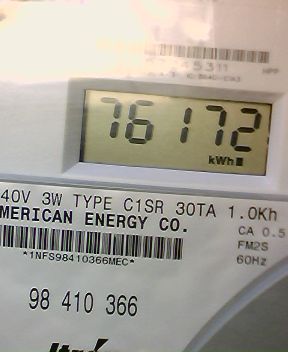 76172
kWh
40V 3W TYPE C1SR 30TA 1.0Kh
MERICAN ENERGY CO. CA 0.5
FM2S
*1NFS98410366MEC* 60Hz
98 410 366